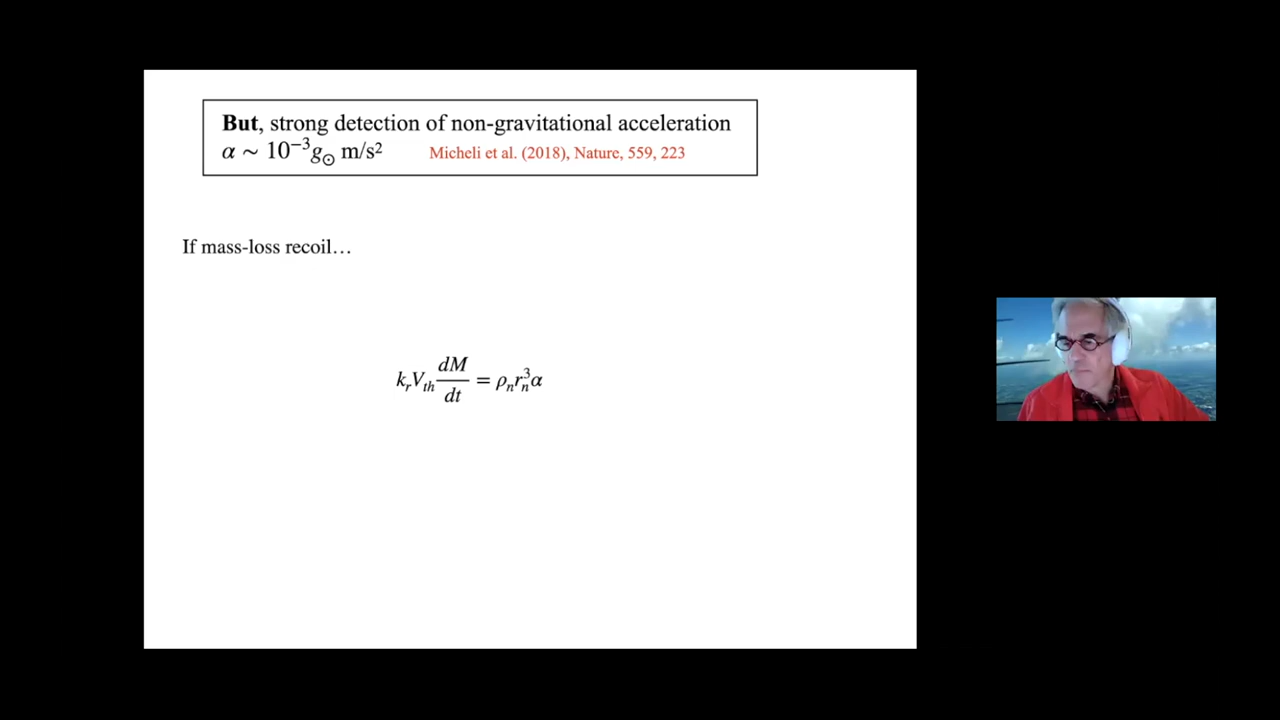 But, strong detection of non-gravitational acceleration
α ~ 10⁻³g⊙ m/s² Micheli et al. (2018), Nature, 559, 223
If mass-loss recoil…
kᵣVₜₕ dM/dt = ρₙrₙ³α